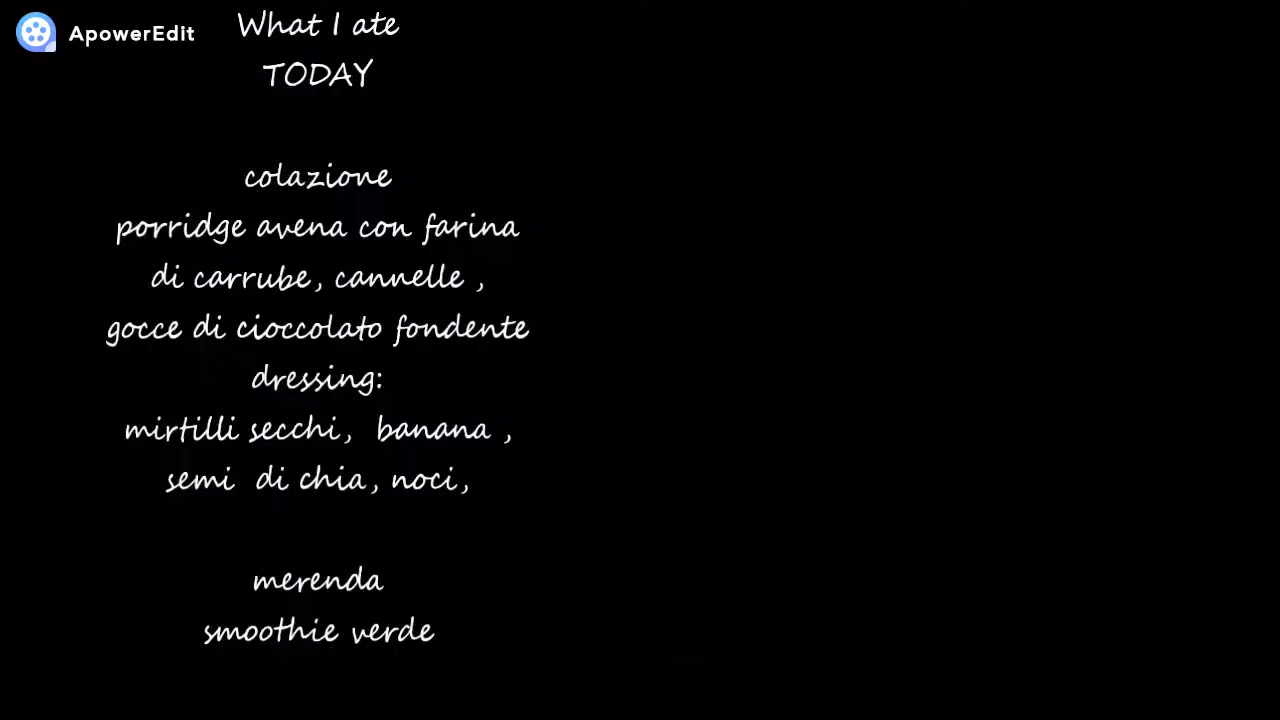 ApowerEdit
What I ate
TODAY
colazione
porridge avena con farina
di carrube, cannelle ,
gocce di cioccolato fondente
dressing:
mirtilli secchi, banana ,
semi di chia, noci,
merenda
smoothie verde